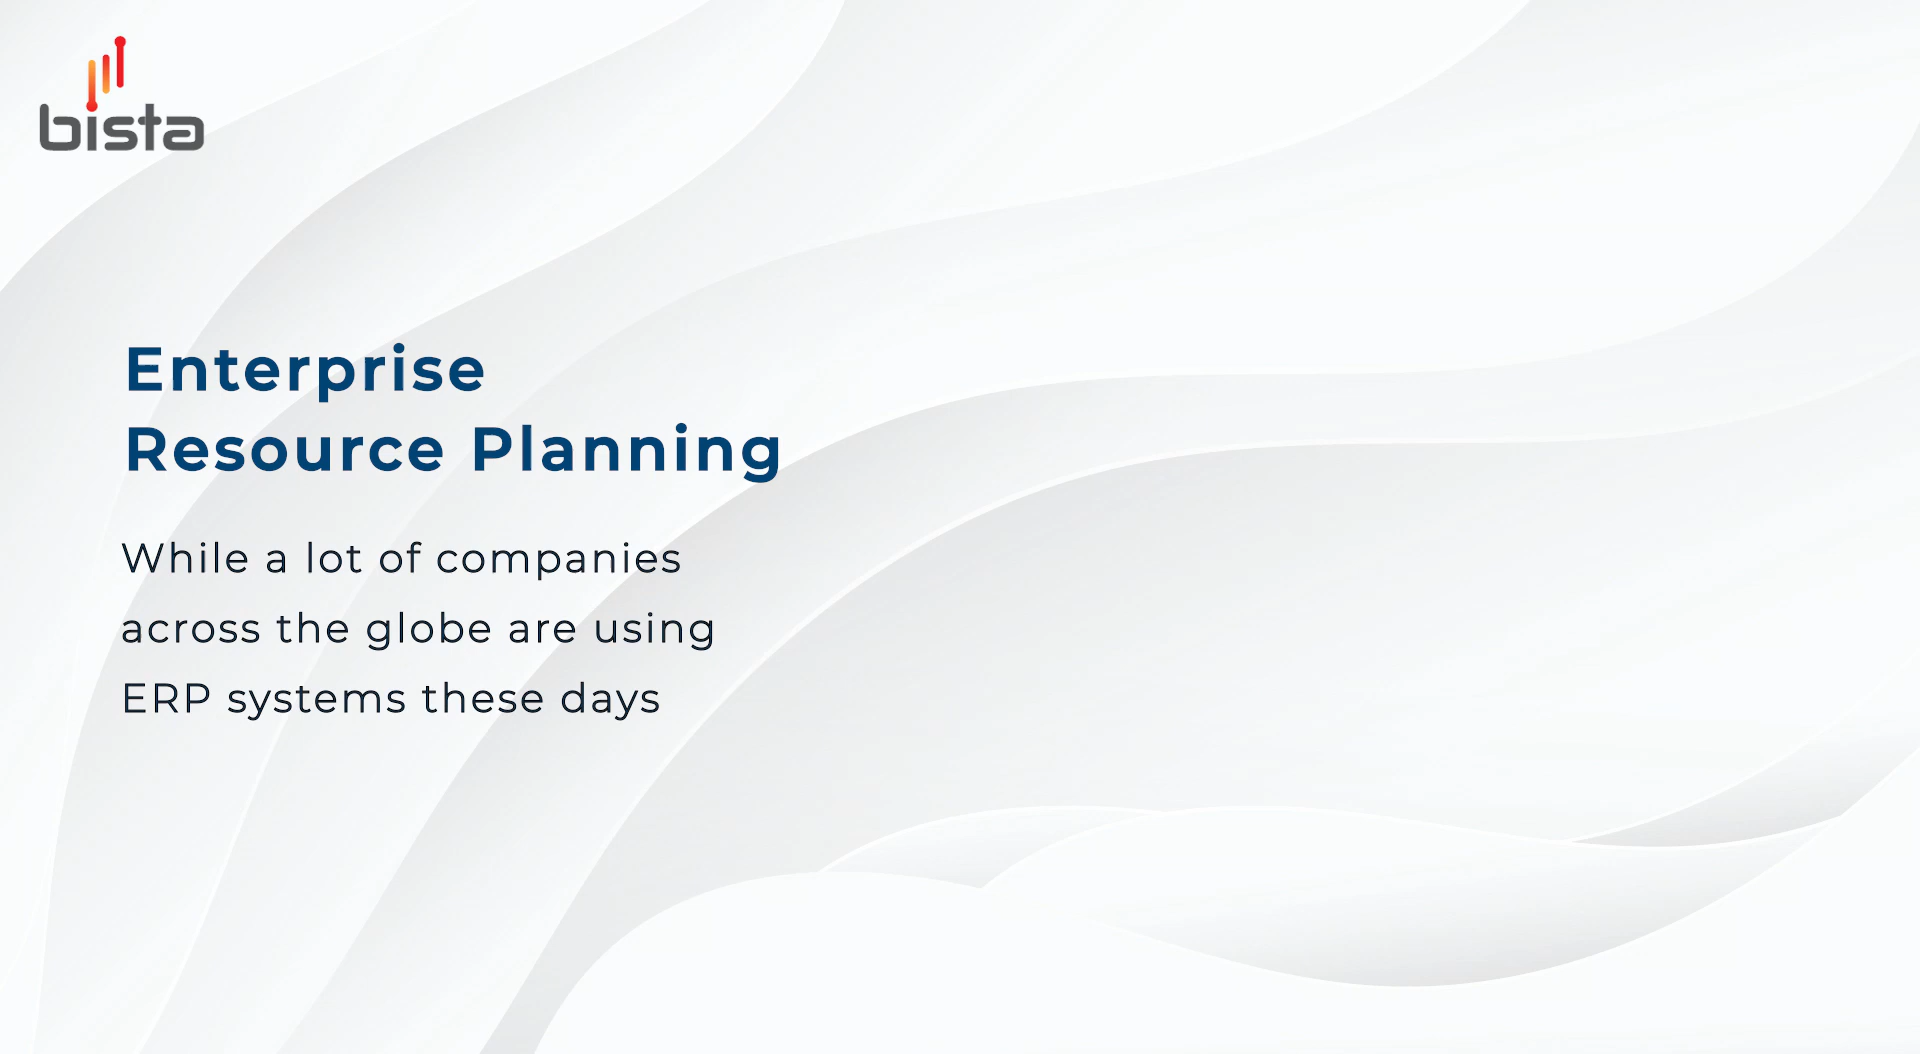 bista
Enterprise
Resource Planning
While a lot of companies
across the globe are using
ERP systems these days